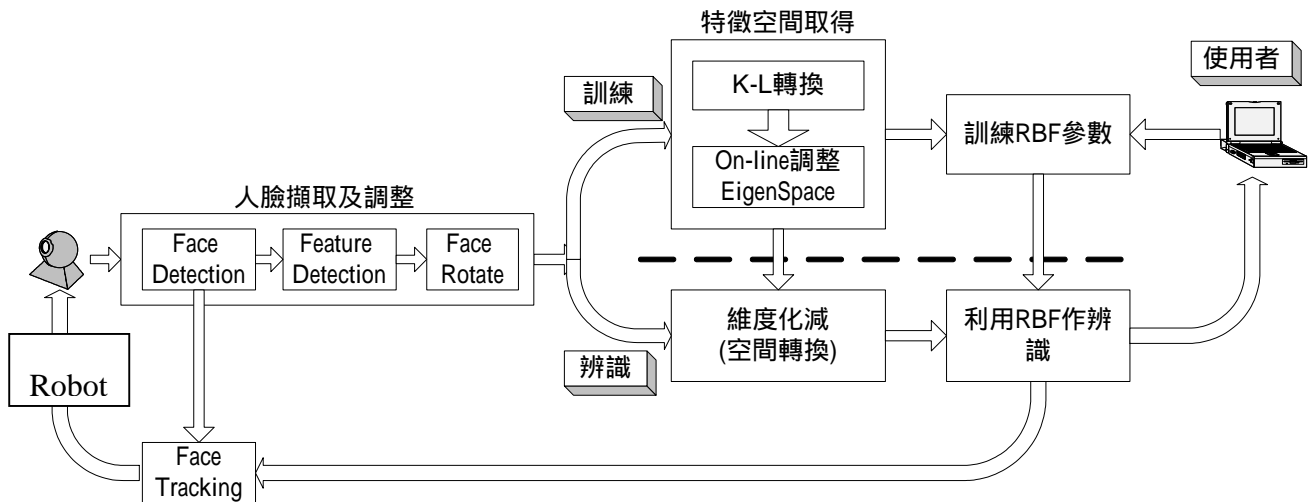 特徵空間取得
使用者
K-L轉換
訓練
訓練RBF參數
On-line調整
EigenSpace
人臉擷取及調整
Face
Detection
Feature
Detection
Face
Rotate
維度化減
(空間轉換)
利用RBF作辨
識
辨識
Robot
Face
Tracking